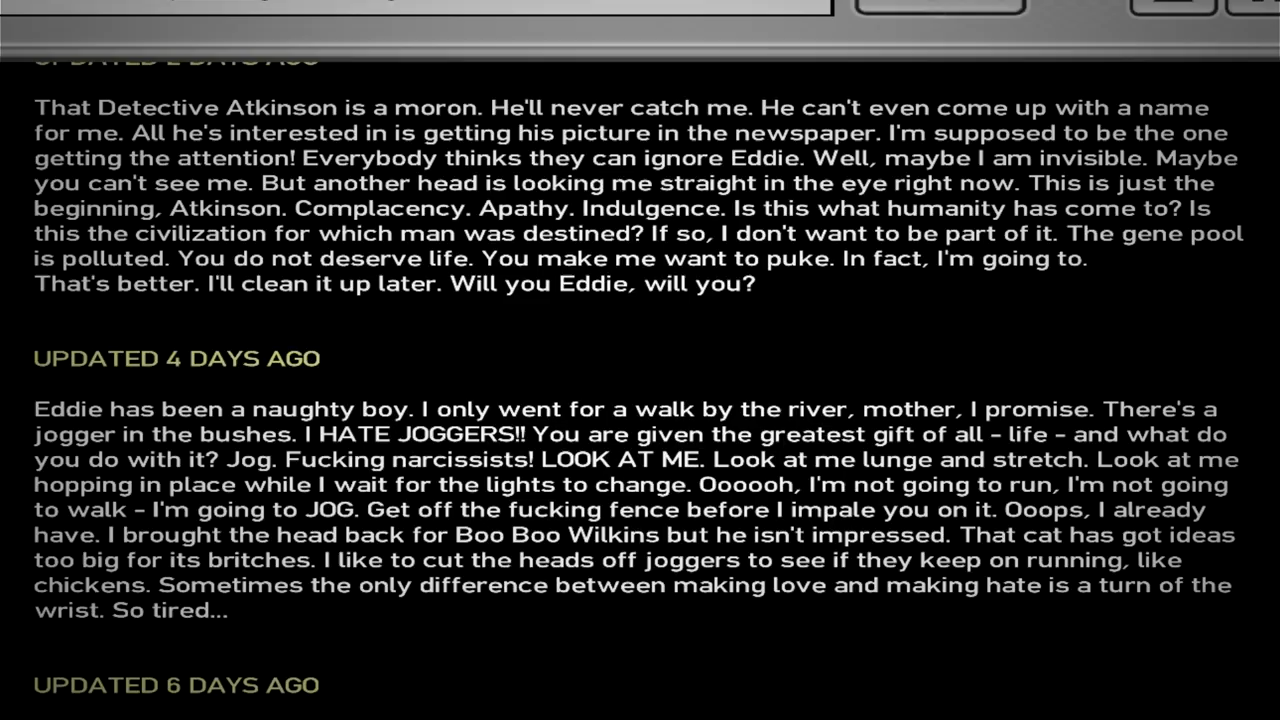 UPDATED 2 DAYS AGO
That Detective Atkinson is a moron. He'll never catch me. He can't even come up with a name
for me. All he's interested in is getting his picture in the newspaper. I'm supposed to be the one
getting the attention! Everybody thinks they can ignore Eddie. Well, maybe I am invisible. Maybe
you can't see me. But another head is looking me straight in the eye right now. This is just the
beginning, Atkinson. Complacency. Apathy. Indulgence. Is this what humanity has come to? Is
this the civilization for which man was destined? If so, I don't want to be part of it. The gene pool
is polluted. You do not deserve life. You make me want to puke. In fact, I'm going to.
That's better. I'll clean it up later. Will you Eddie, will you?
UPDATED 4 DAYS AGO
Eddie has been a naughty boy. I only went for a walk by the river, mother, I promise. There's a
jogger in the bushes. I HATE JOGGERS!! You are given the greatest gift of all - life - and what do
you do with it? Jog. Fucking narcissists! LOOK AT ME. Look at me lunge and stretch. Look at me
hopping in place while I wait for the lights to change. Oooooh, I'm not going to run, I'm not going
to walk - I'm going to JOG. Get off the fucking fence before I impale you on it. Ooops, I already
have. I brought the head back for Boo Boo Wilkins but he isn't impressed. That cat has got ideas
too big for its britches. I like to cut the heads off joggers to see if they keep on running, like
chickens. Sometimes the only difference between making love and making hate is a turn of the
wrist. So tired...
UPDATED 6 DAYS AGO